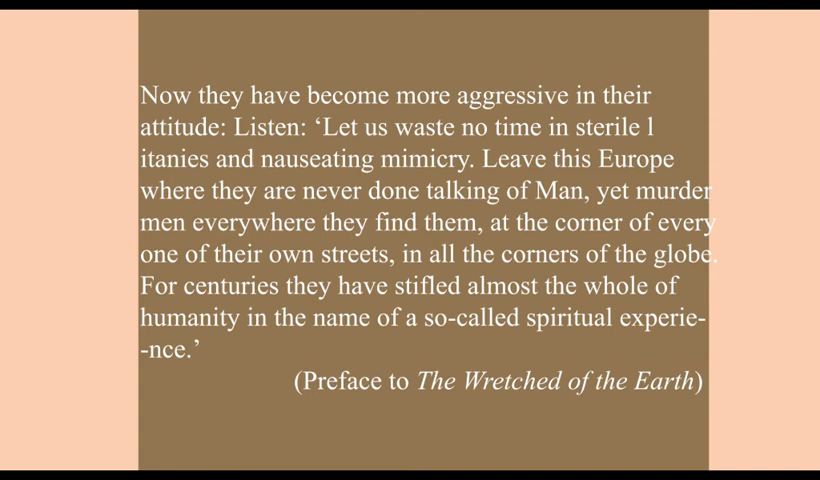 Now they have become more aggressive in their
attitude: Listen: ‘Let us waste no time in sterile l
itanies and nauseating mimicry. Leave this Europe
where they are never done talking of Man, yet murder
men everywhere they find them, at the corner of every
one of their own streets, in all the corners of the globe.
For centuries they have stifled almost the whole of
humanity in the name of a so-called spiritual experie-
-nce.’
(Preface to The Wretched of the Earth)